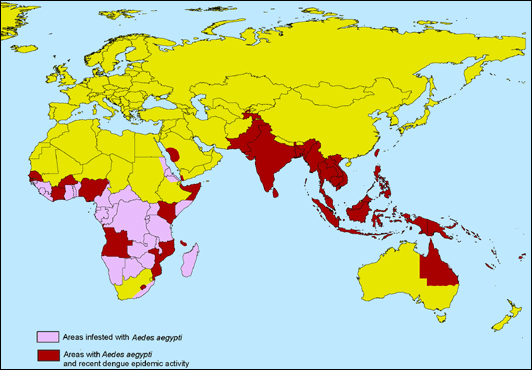 Areas infested with Aedes aegypti
Areas with Aedes aegypti
and recent dengue epidemic activity